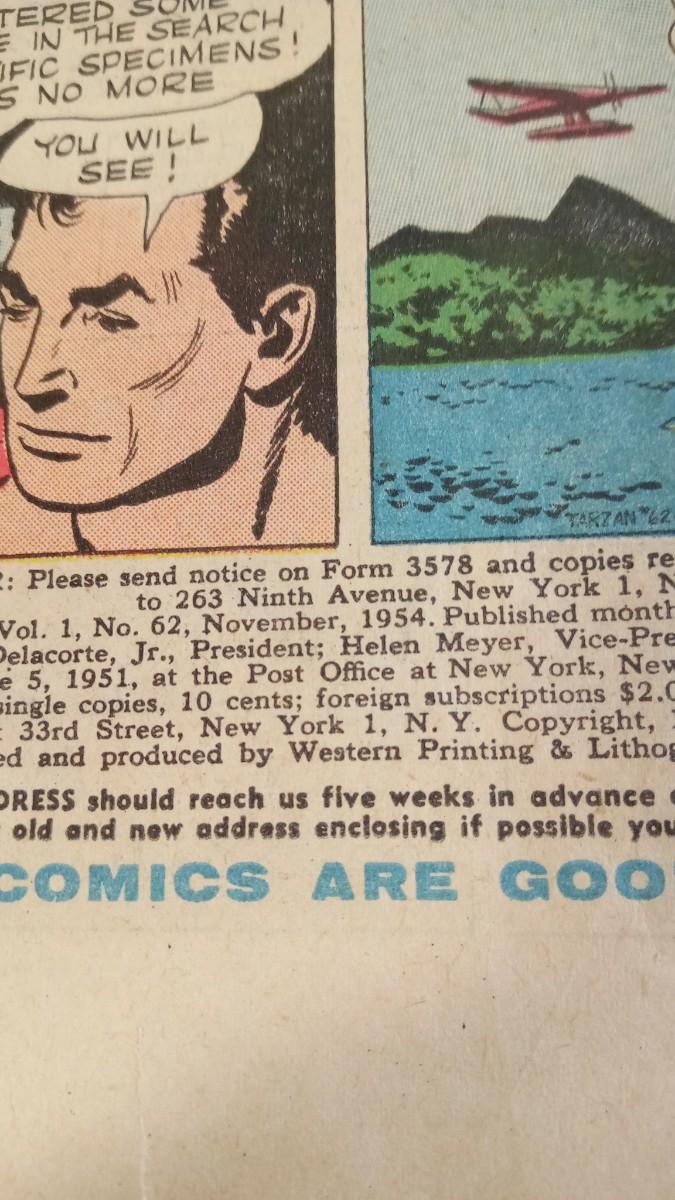 TERED SOME
E IN THE SEARCH
IFIC SPECIMENS!
S NO MORE
YOU WILL
SEE!
TARZAN #62
R: Please send notice on Form 3578 and copies re
to 263 Ninth Avenue, New York 1, N
Vol. 1, No. 62, November, 1954. Published month
Delacorte, Jr., President; Helen Meyer, Vice-Pre
e 5, 1951, at the Post Office at New York, New
single copies, 10 cents; foreign subscriptions $2.0
t 33rd Street, New York 1, N. Y. Copyright, 1
ed and produced by Western Printing & Lithog
DRESS should reach us five weeks in advance o
r old and new address enclosing if possible you
COMICS ARE GOO